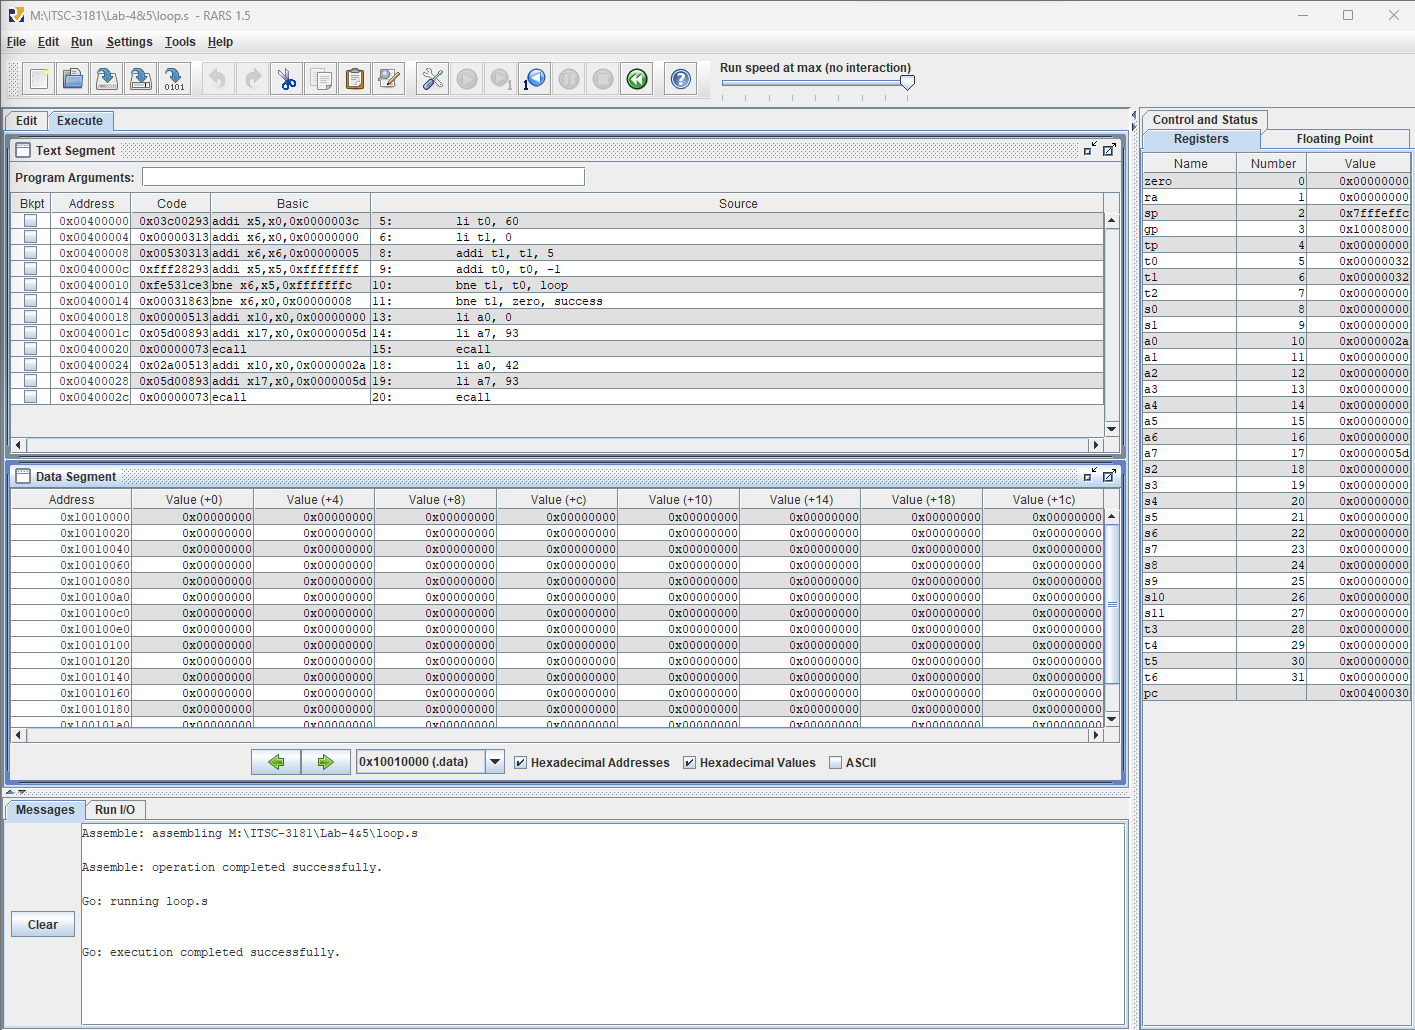 M:\ITSC-3181\Lab-4&5\loop.s - RARS 1.5
File Edit Run Settings Tools Help
0101
1
1
Run speed at max (no interaction)
Edit Execute
Text Segment
Program Arguments:
Bkpt Address Code Basic Source
0x00400000 0x03c00293 addi x5,x0,0x0000003c 5: li t0, 60
0x00400004 0x00000313 addi x6,x0,0x00000000 6: li t1, 0
0x00400008 0x00530313 addi x6,x6,0x00000005 8: addi t1, t1, 5
0x0040000c 0xfff28293 addi x5,x5,0xffffffff 9: addi t0, t0, -1
0x00400010 0xfe531ce3 bne x6,x5,0xfffffffc 10: bne t1, t0, loop
0x00400014 0x00031863 bne x6,x0,0x00000008 11: bne t1, zero, success
0x00400018 0x00000513 addi x10,x0,0x00000000 13: li a0, 0
0x0040001c 0x05d00893 addi x17,x0,0x0000005d 14: li a7, 93
0x00400020 0x00000073 ecall 15: ecall
0x00400024 0x02a00513 addi x10,x0,0x0000002a 18: li a0, 42
0x00400028 0x05d00893 addi x17,x0,0x0000005d 19: li a7, 93
0x0040002c 0x00000073 ecall 20: ecall
Data Segment
Address Value (+0) Value (+4) Value (+8) Value (+c) Value (+10) Value (+14) Value (+18) Value (+1c)
0x10010000 0x00000000 0x00000000 0x00000000 0x00000000 0x00000000 0x00000000 0x00000000 0x00000000
0x10010020 0x00000000 0x00000000 0x00000000 0x00000000 0x00000000 0x00000000 0x00000000 0x00000000
0x10010040 0x00000000 0x00000000 0x00000000 0x00000000 0x00000000 0x00000000 0x00000000 0x00000000
0x10010060 0x00000000 0x00000000 0x00000000 0x00000000 0x00000000 0x00000000 0x00000000 0x00000000
0x10010080 0x00000000 0x00000000 0x00000000 0x00000000 0x00000000 0x00000000 0x00000000 0x00000000
0x100100a0 0x00000000 0x00000000 0x00000000 0x00000000 0x00000000 0x00000000 0x00000000 0x00000000
0x100100c0 0x00000000 0x00000000 0x00000000 0x00000000 0x00000000 0x00000000 0x00000000 0x00000000
0x100100e0 0x00000000 0x00000000 0x00000000 0x00000000 0x00000000 0x00000000 0x00000000 0x00000000
0x10010100 0x00000000 0x00000000 0x00000000 0x00000000 0x00000000 0x00000000 0x00000000 0x00000000
0x10010120 0x00000000 0x00000000 0x00000000 0x00000000 0x00000000 0x00000000 0x00000000 0x00000000
0x10010140 0x00000000 0x00000000 0x00000000 0x00000000 0x00000000 0x00000000 0x00000000 0x00000000
0x10010160 0x00000000 0x00000000 0x00000000 0x00000000 0x00000000 0x00000000 0x00000000 0x00000000
0x10010180 0x00000000 0x00000000 0x00000000 0x00000000 0x00000000 0x00000000 0x00000000 0x00000000
0x100101a0 0x00000000 0x00000000 0x00000000 0x00000000 0x00000000 0x00000000 0x00000000 0x00000000
0x10010000 (.data) Hexadecimal Addresses Hexadecimal Values ASCII
Messages Run I/O
Assemble: assembling M:\ITSC-3181\Lab-4&5\loop.s
Assemble: operation completed successfully.
Go: running loop.s
Clear
Go: execution completed successfully.
Control and Status
Registers Floating Point
Name Number Value
zero 0 0x00000000
ra 1 0x00000000
sp 2 0x7fffeffc
gp 3 0x10008000
tp 4 0x00000000
t0 5 0x00000032
t1 6 0x00000032
t2 7 0x00000000
s0 8 0x00000000
s1 9 0x00000000
a0 10 0x0000002a
a1 11 0x00000000
a2 12 0x00000000
a3 13 0x00000000
a4 14 0x00000000
a5 15 0x00000000
a6 16 0x00000000
a7 17 0x0000005d
s2 18 0x00000000
s3 19 0x00000000
s4 20 0x00000000
s5 21 0x00000000
s6 22 0x00000000
s7 23 0x00000000
s8 24 0x00000000
s9 25 0x00000000
s10 26 0x00000000
s11 27 0x00000000
t3 28 0x00000000
t4 29 0x00000000
t5 30 0x00000000
t6 31 0x00000000
pc 0x00400030